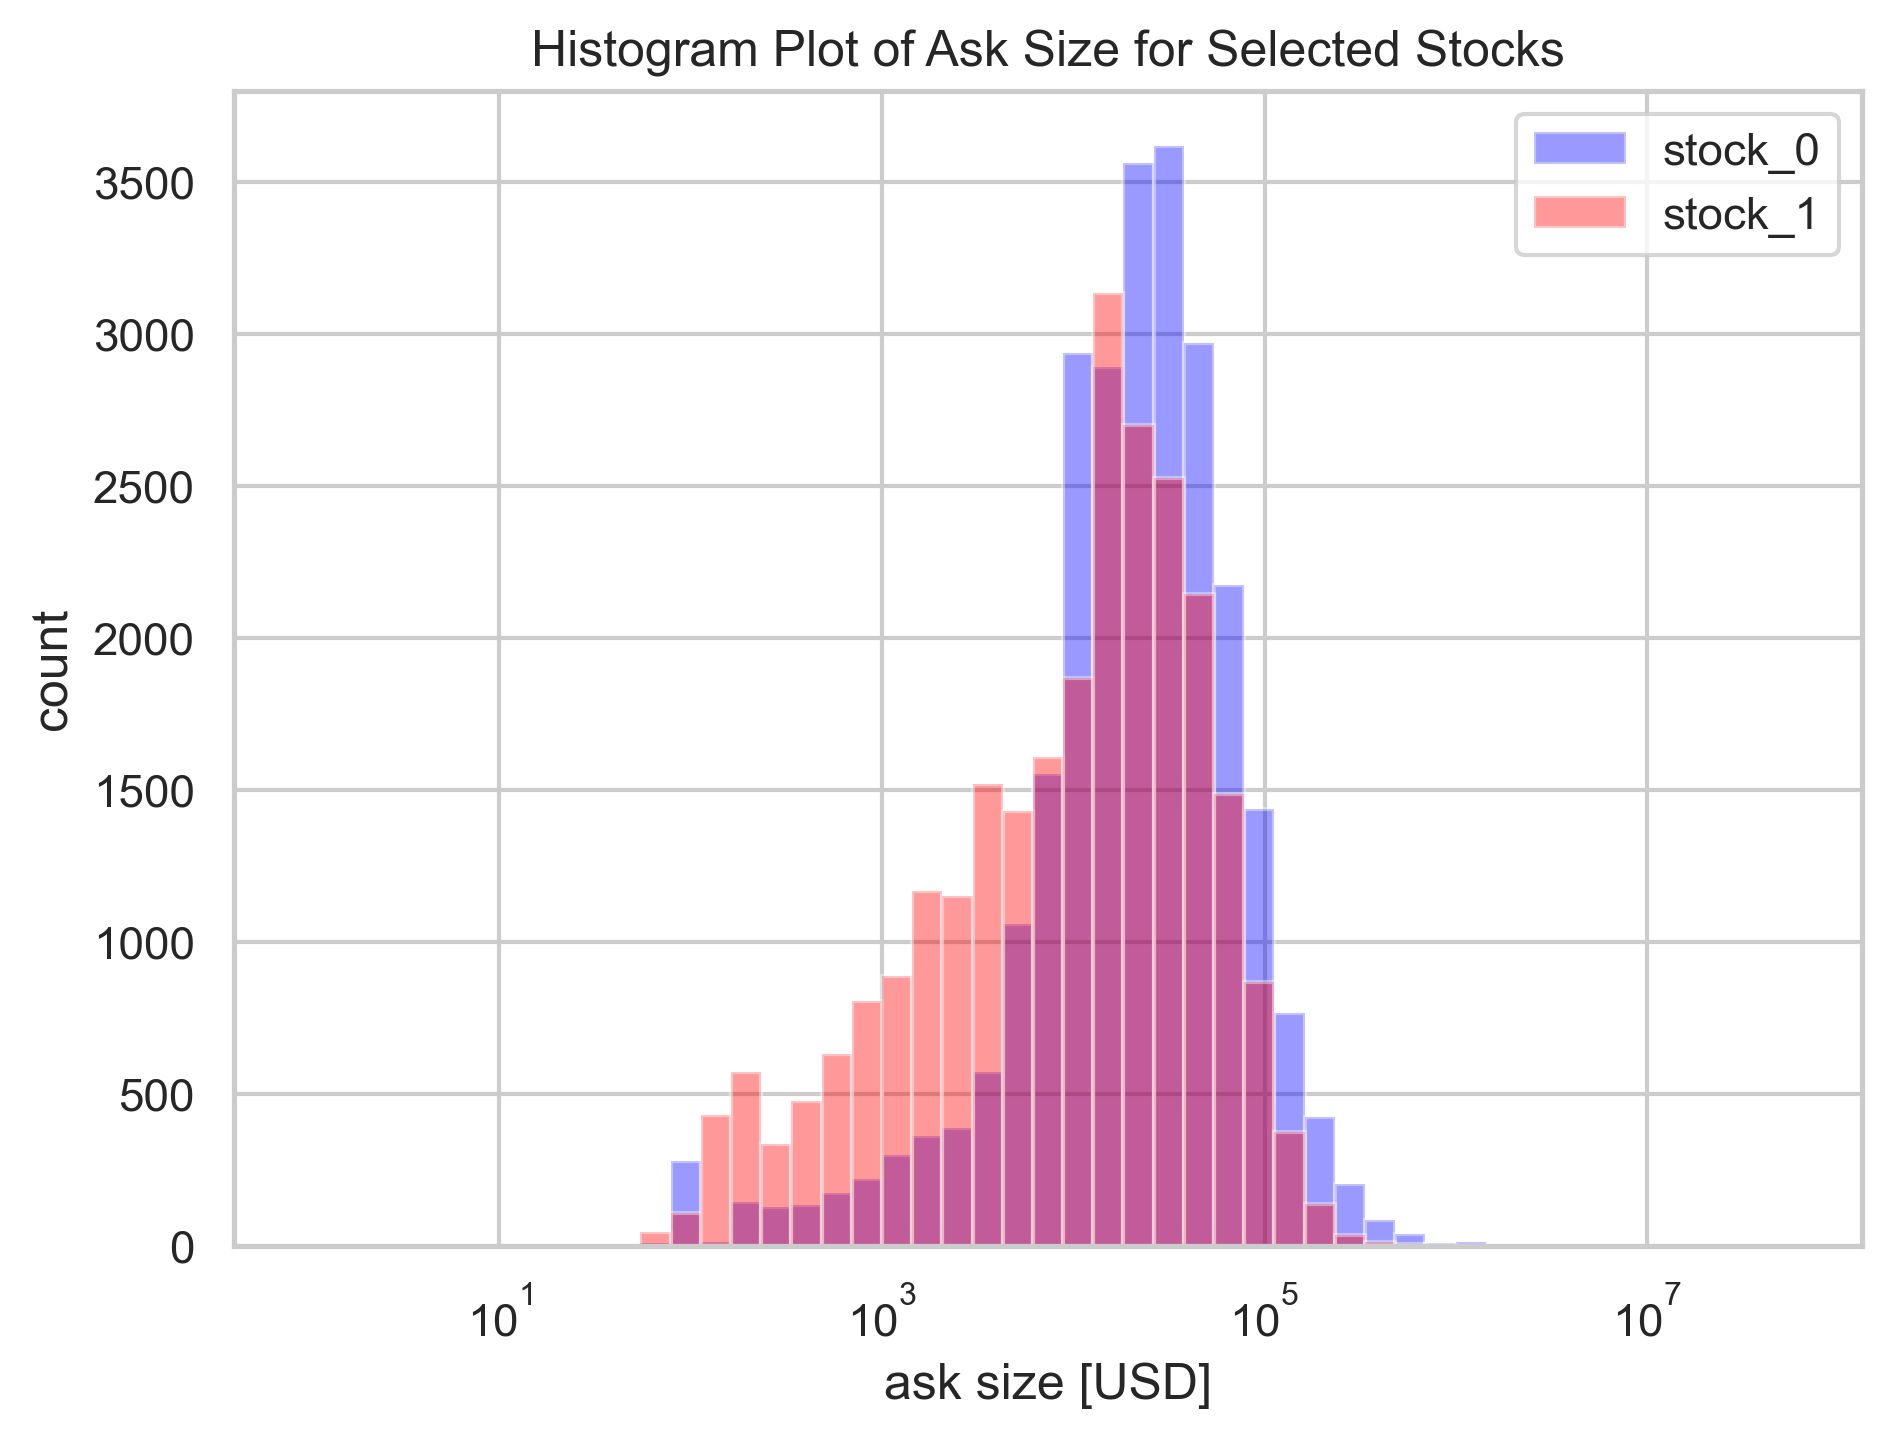 Histogram Plot of Ask Size for Selected Stocks
stock_0
stock_1
3500
3000
2500
2000
1500
1000
500
0
count
10^1
10^3
10^5
10^7
ask size [USD]